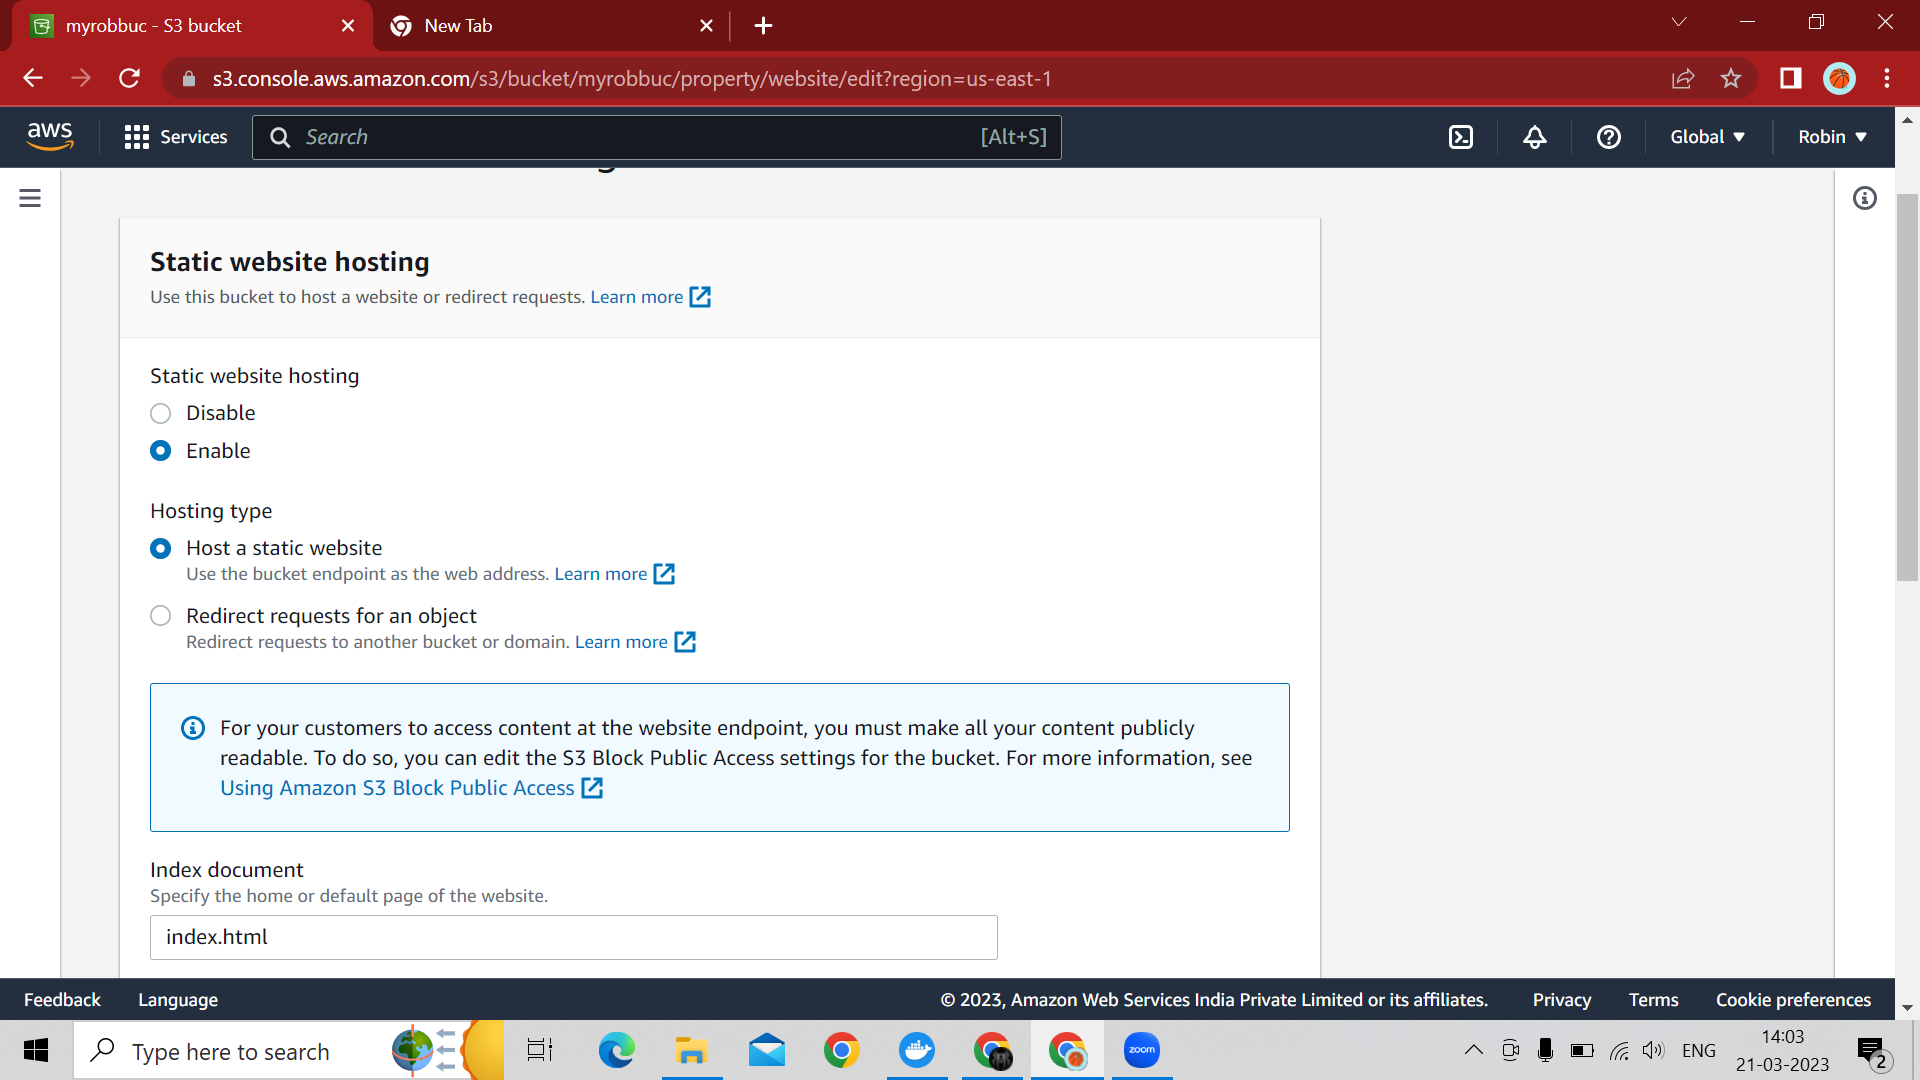 myrobbuc - S3 bucket
New Tab
s3.console.aws.amazon.com/s3/bucket/myrobbuc/property/website/edit?region=us-east-1
aws
Services
Search
[Alt+S]
Global
Robin
Static website hosting
Use this bucket to host a website or redirect requests. Learn more
Static website hosting
Disable
Enable
Hosting type
Host a static website
Use the bucket endpoint as the web address. Learn more
Redirect requests for an object
Redirect requests to another bucket or domain. Learn more
For your customers to access content at the website endpoint, you must make all your content publicly
readable. To do so, you can edit the S3 Block Public Access settings for the bucket. For more information, see
Using Amazon S3 Block Public Access
Index document
Specify the home or default page of the website.
index.html
Feedback
Language
© 2023, Amazon Web Services India Private Limited or its affiliates.
Privacy
Terms
Cookie preferences
Type here to search
zoom
ENG
14:03
21-03-2023
2